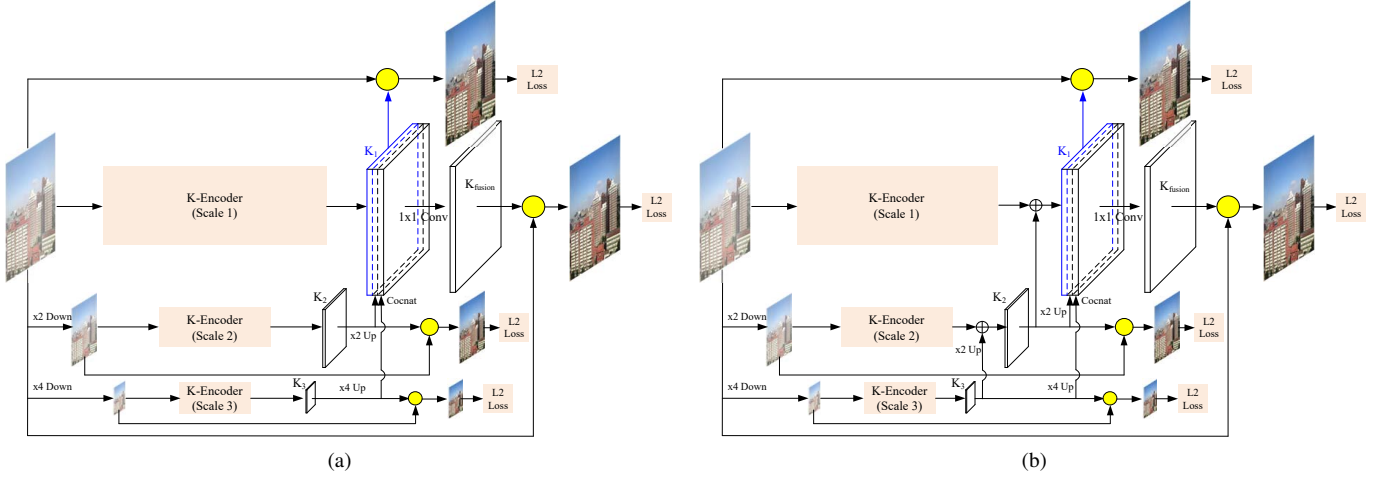 L2
Loss
K1
K-Encoder
(Scale 1)
Kfusion
1x1 Conv
L2
Loss
K2
Cocnat
x2 Down
K-Encoder
(Scale 2)
x2 Up
L2
Loss
x4 Down
K-Encoder
(Scale 3)
K3
x4 Up
L2
Loss
(a)
L2
Loss
K1
K-Encoder
(Scale 1)
Kfusion
1x1 Conv
L2
Loss
K2
Cocnat
x2 Up
x2 Down
K-Encoder
(Scale 2)
x2 Up
L2
Loss
x4 Down
K-Encoder
(Scale 3)
K3
x4 Up
L2
Loss
(b)